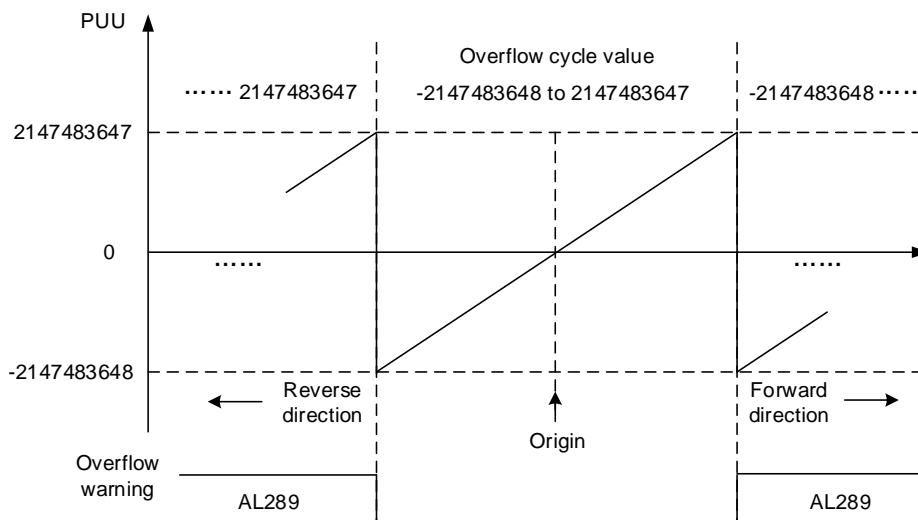 PUU
Overflow cycle value
…… 2147483647
-2147483648 to 2147483647
-2147483648 ……
2147483647
0
……
……
-2147483648
Reverse
direction
Forward
direction
Origin
Overflow
warning
AL289
AL289